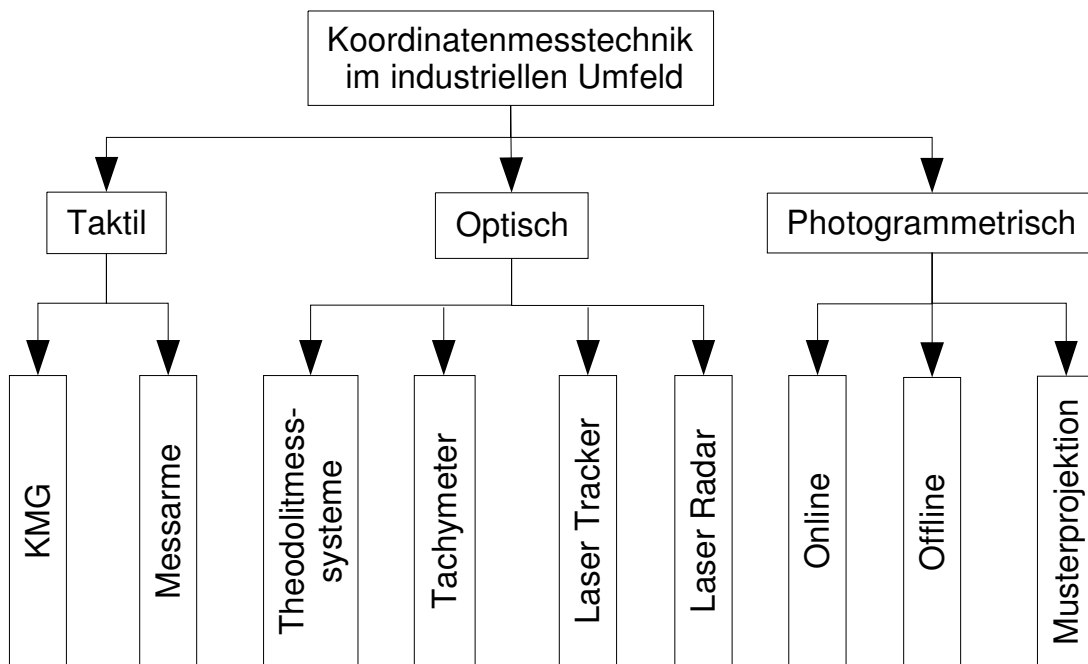 Koordinatenmesstechnik
im industriellen Umfeld
Taktil
Optisch
Photogrammetrisch
KMG
Messarme
Theodolitmess-
systeme
Tachymeter
Laser Tracker
Laser Radar
Online
Offline
Musterprojektion